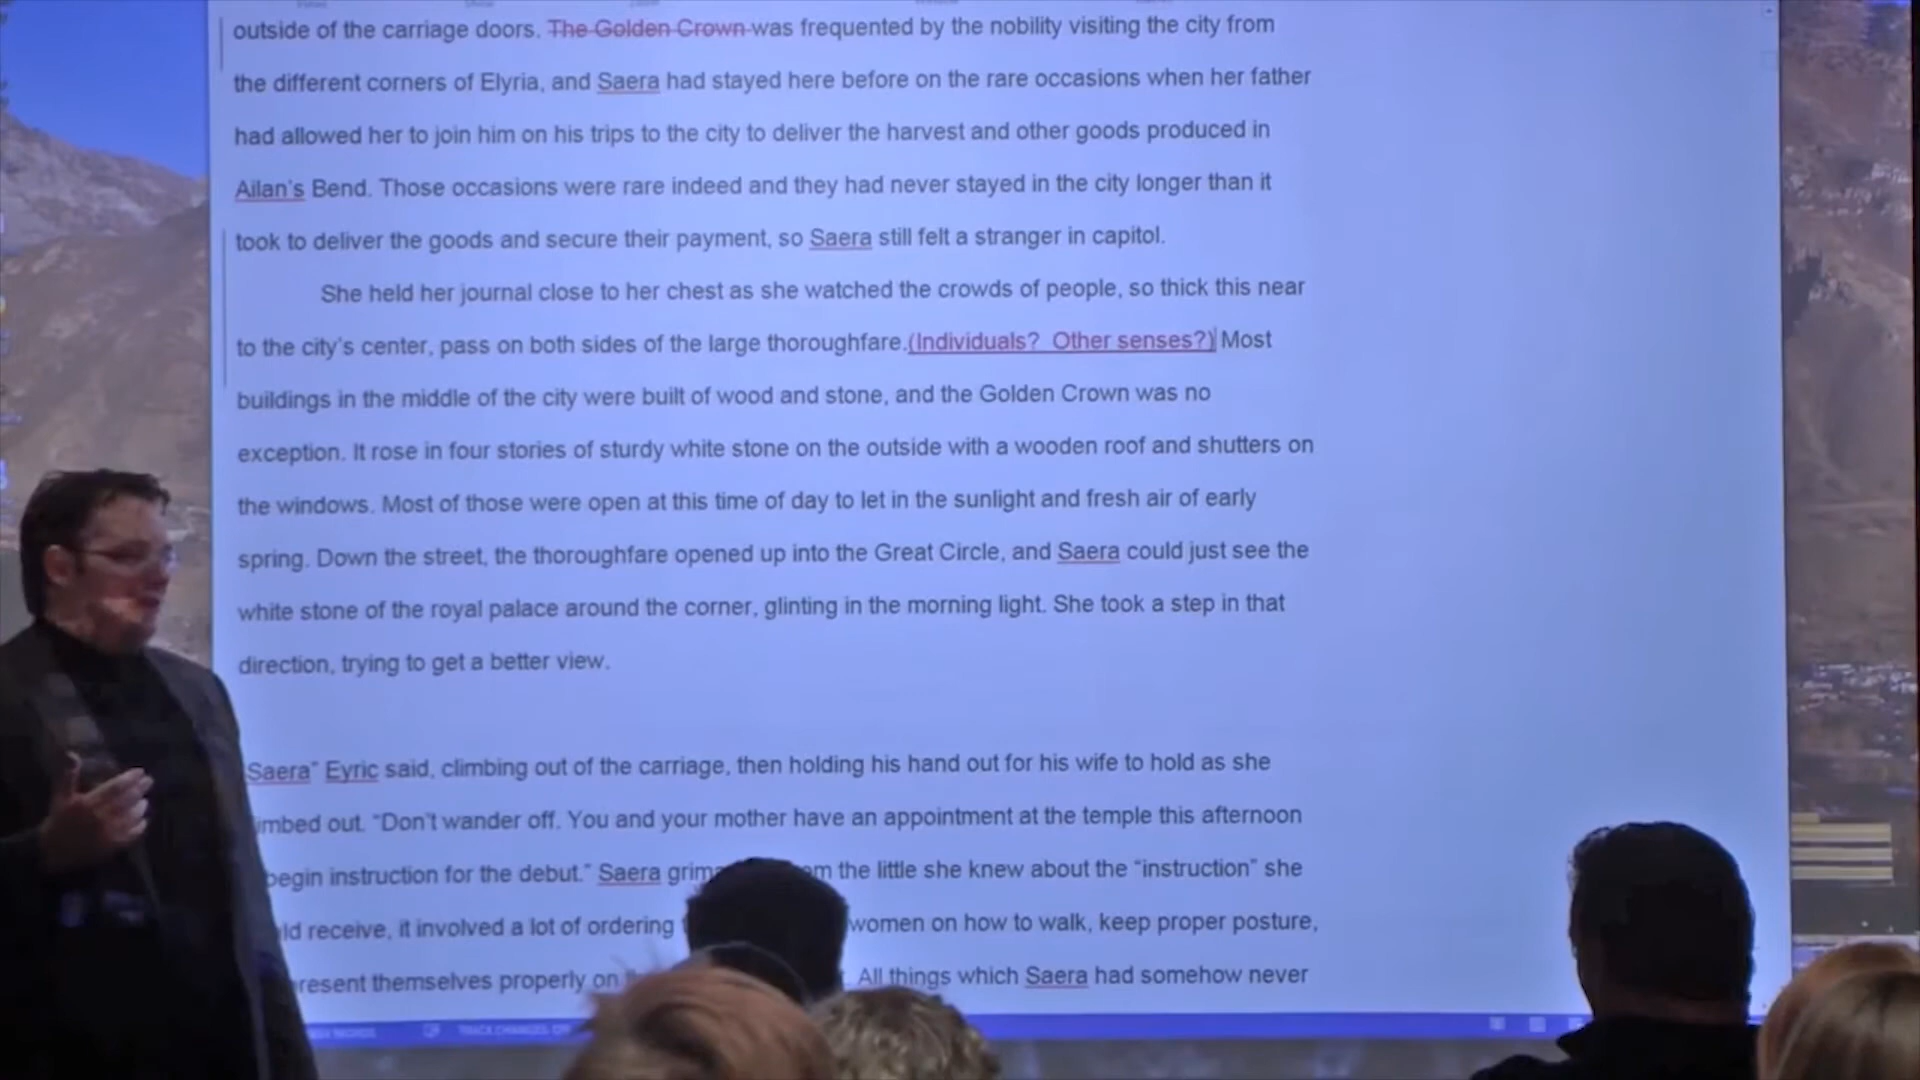 outside of the carriage doors. The Golden Crown was frequented by the nobility visiting the city from
the different corners of Elyria, and Saera had stayed here before on the rare occasions when her father
had allowed her to join him on his trips to the city to deliver the harvest and other goods produced in
Ailan's Bend. Those occasions were rare indeed and they had never stayed in the city longer than it
took to deliver the goods and secure their payment, so Saera still felt a stranger in capitol.
She held her journal close to her chest as she watched the crowds of people, so thick this near
to the city's center, pass on both sides of the large thoroughfare.(Individuals? Other senses?) Most
buildings in the middle of the city were built of wood and stone, and the Golden Crown was no
exception. It rose in four stories of sturdy white stone on the outside with a wooden roof and shutters on
the windows. Most of those were open at this time of day to let in the sunlight and fresh air of early
spring. Down the street, the thoroughfare opened up into the Great Circle, and Saera could just see the
white stone of the royal palace around the corner, glinting in the morning light. She took a step in that
direction, trying to get a better view.
Saera" Eyric said, climbing out of the carriage, then holding his hand out for his wife to hold as she
mbed out. "Don't wander off. You and your mother have an appointment at the temple this afternoon
begin instruction for the debut." Saera grim m the little she knew about the "instruction" she
ld receive, it involved a lot of ordering women on how to walk, keep proper posture,
resent themselves properly on All things which Saera had somehow never
TRACK CHANGES: ON